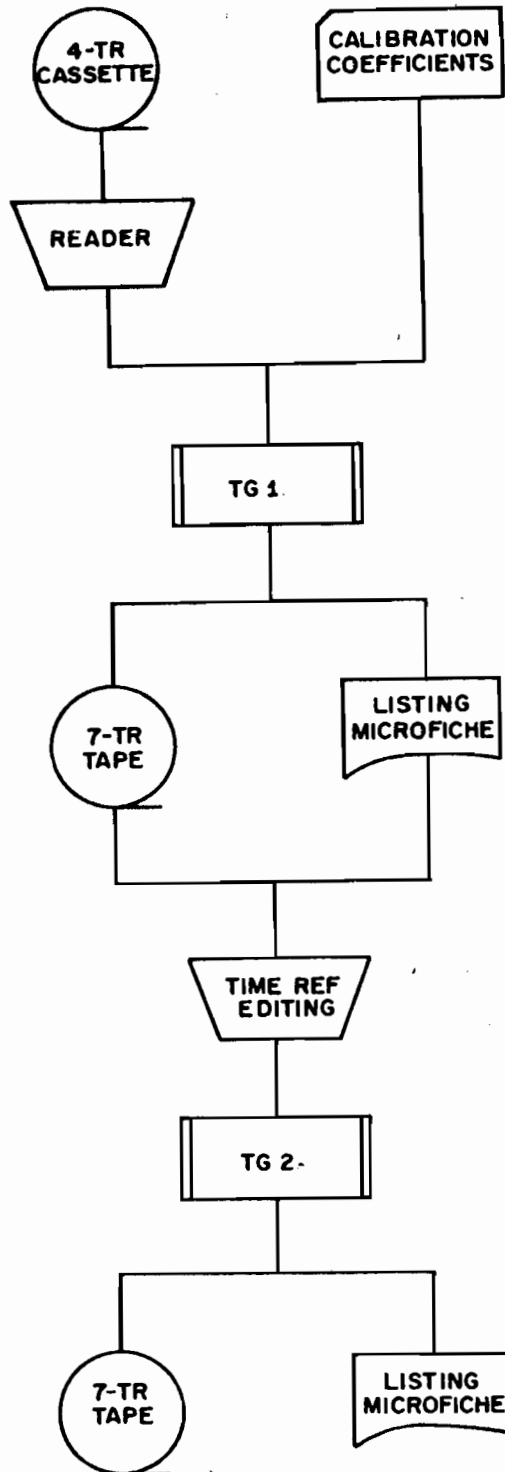 4-TR
CASSETTE
CALIBRATION
COEFFICIENTS
READER
TG 1.
7-TR
TAPE
LISTING
MICROFICHE
TIME REF
EDITING
TG 2.
7-TR
TAPE
LISTING
MICROFICHE